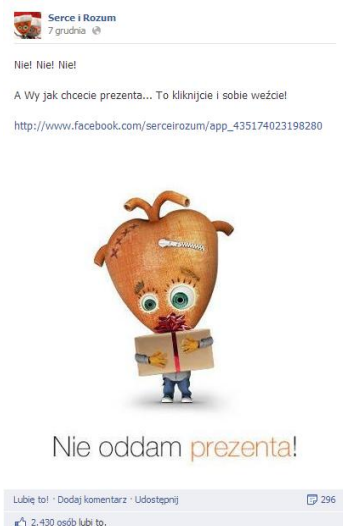 Serce i Rozum
7 grudnia
Nie! Nie! Nie!
A Wy jak chcecie prezenta... To kliknijcie i sobie weźcie!
http://www.facebook.com/serceirozum/app_435174023198280
Nie oddam prezenta!
Lubię to! · Dodaj komentarz · Udostępnij 296
2.430 osób lubi to.